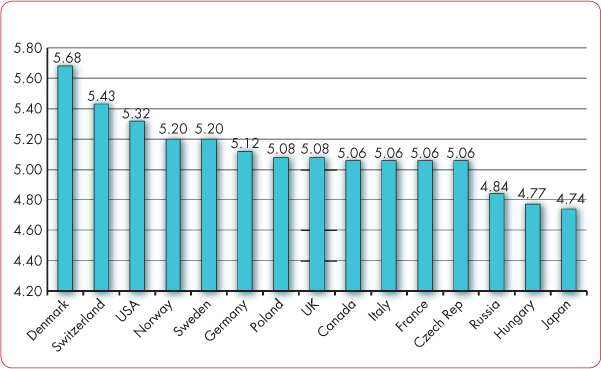 5.80
5.60
5.40
5.20
5.00
4.80
4.60
4.40
4.20
5.68
5.43
5.32
5.20
5.20
5.12
5.08
5.08
5.06
5.06
5.06
5.06
4.84
4.77
4.74
Denmark
Switzerland
USA
Norway
Sweden
Germany
Poland
UK
Canada
Italy
France
Czech Rep
Russia
Hungary
Japan